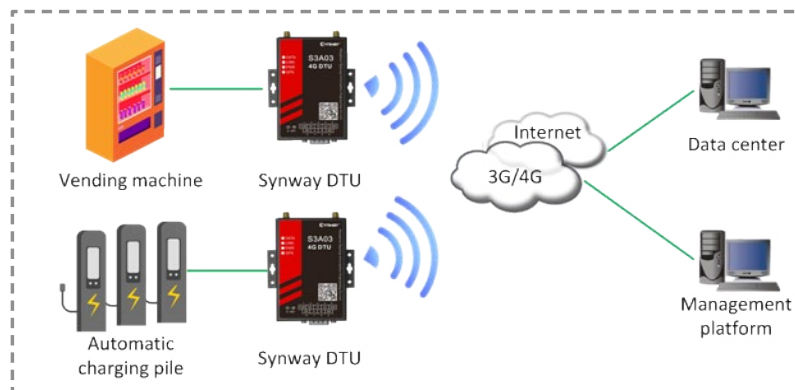 S3A03
4G DTU
Internet
3G/4G
Data center
Vending machine
Synway DTU
S3A03
4G DTU
Automatic
charging pile
Synway DTU
Management
platform